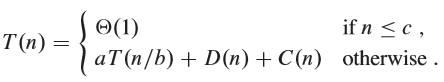 T(n) = { Θ(1) if n ≤ c ,
aT(n/b) + D(n) + C(n) otherwise .